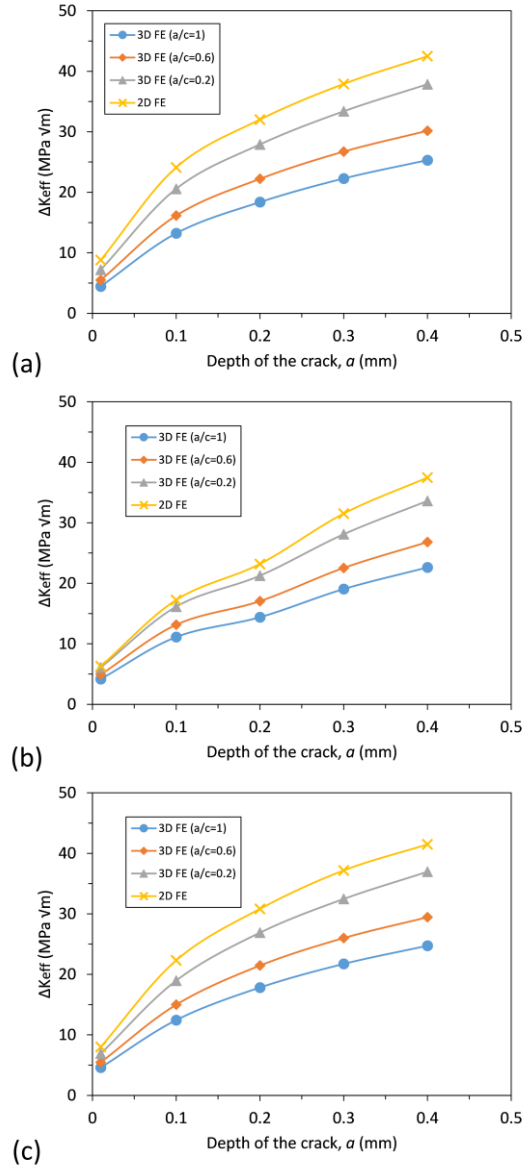 50
40
30
20
10
0
ΔKeff (MPa √m)
3D FE (a/c=1)
3D FE (a/c=0.6)
3D FE (a/c=0.2)
2D FE
0 0.1 0.2 0.3 0.4 0.5
Depth of the crack, a (mm)
(a)
50
40
30
20
10
0
ΔKeff (MPa √m)
3D FE (a/c=1)
3D FE (a/c=0.6)
3D FE (a/c=0.2)
2D FE
0 0.1 0.2 0.3 0.4 0.5
Depth of the crack, a (mm)
(b)
50
40
30
20
10
0
ΔKeff (MPa √m)
3D FE (a/c=1)
3D FE (a/c=0.6)
3D FE (a/c=0.2)
2D FE
0 0.1 0.2 0.3 0.4 0.5
Depth of the crack, a (mm)
(c)